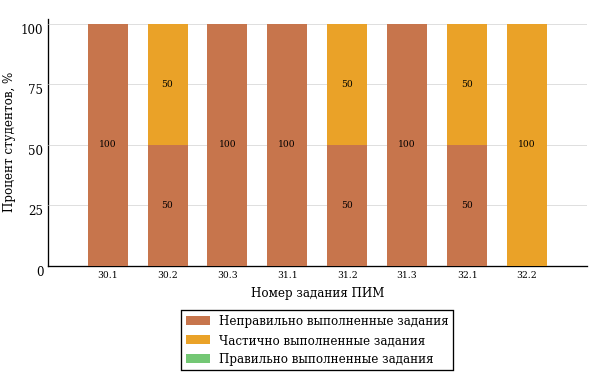 Процент студентов, %
100
75
50
25
0
50 50 50
100 100 100 100 100
50 50 50
30.1 30.2 30.3 31.1 31.2 31.3 32.1 32.2
Номер задания ПИМ
Неправильно выполненные задания
Частично выполненные задания
Правильно выполненные задания